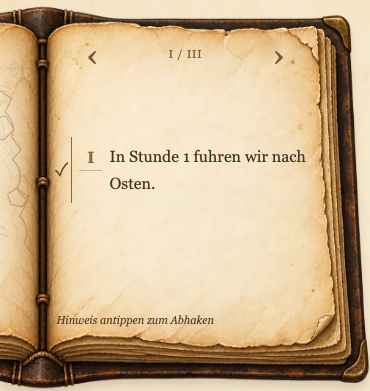 I / III
I In Stunde 1 fuhren wir nach
Osten.
Hinweis antippen zum Abhaken